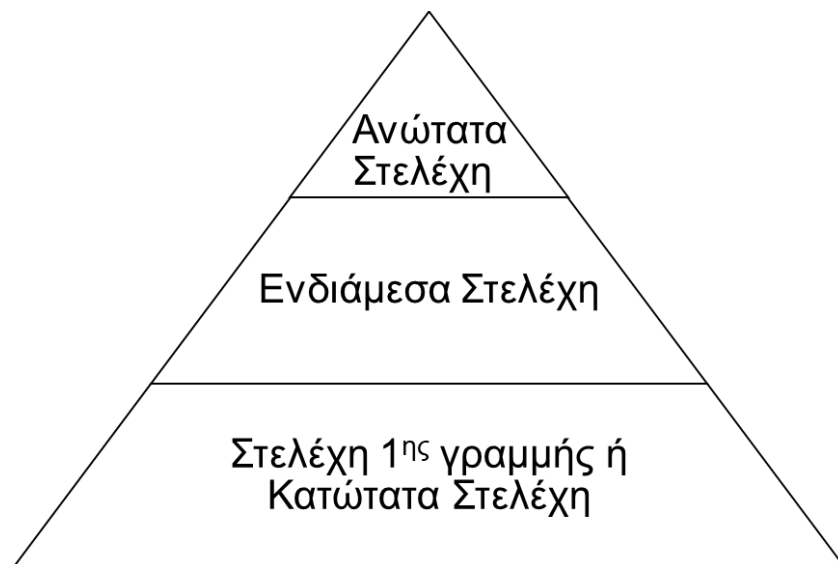 Ανώτατα
Στελέχη
Ενδιάμεσα Στελέχη
Στελέχη 1ης γραμμής ή
Κατώτατα Στελέχη